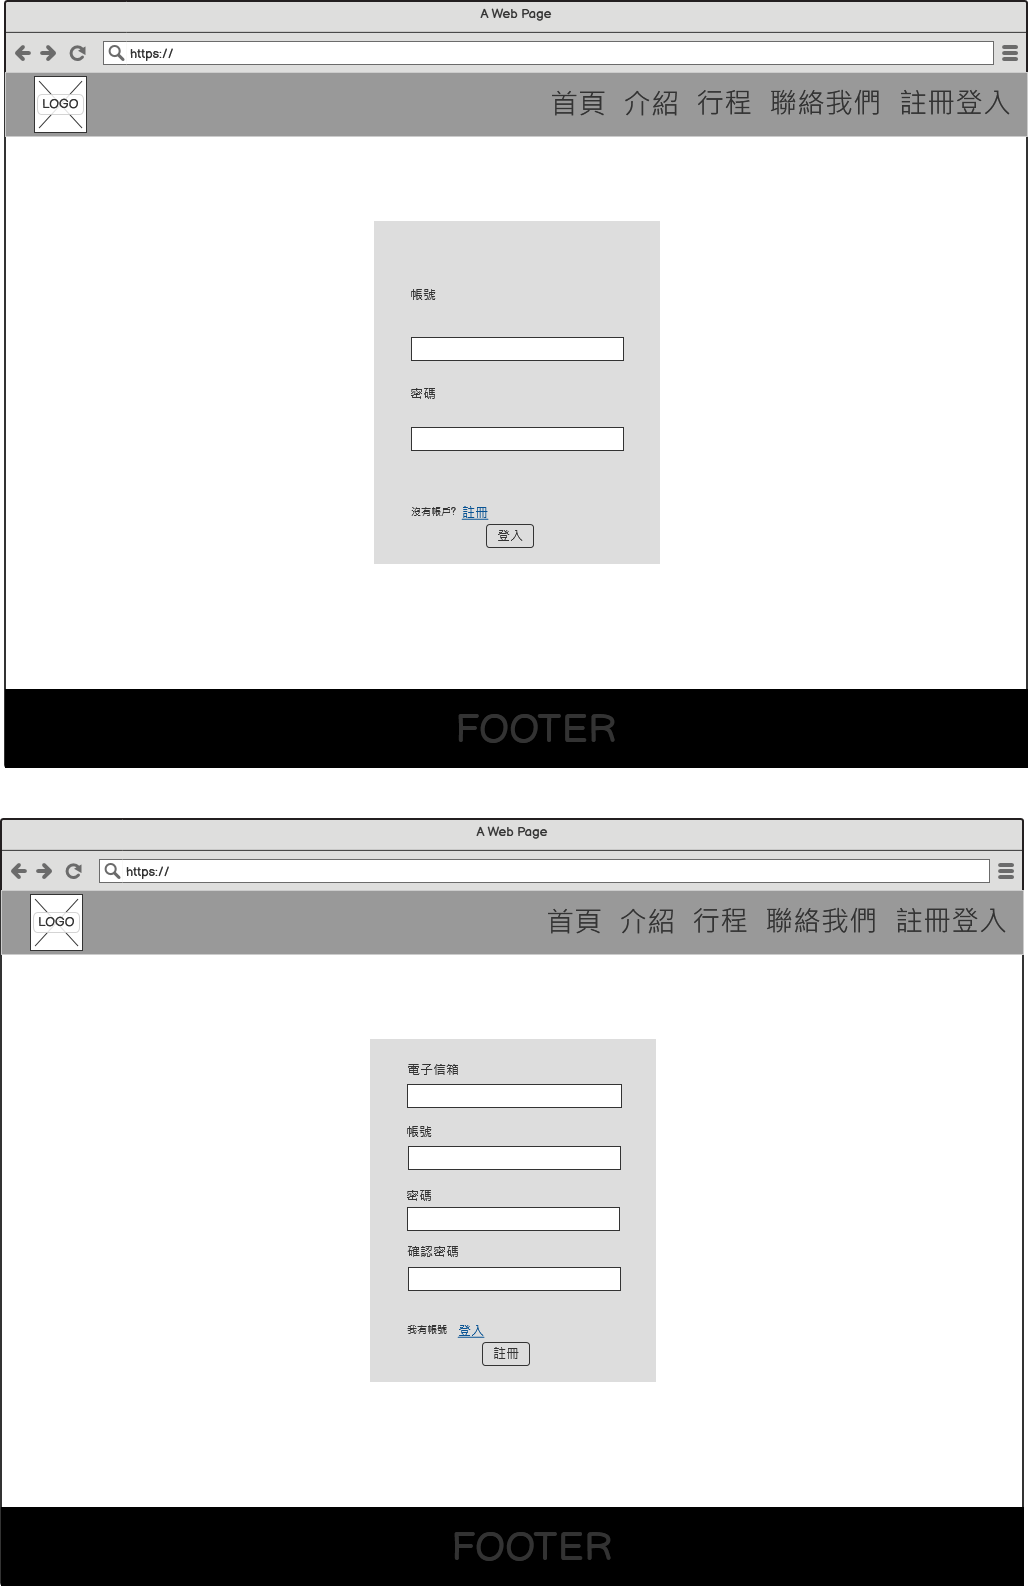 A Web Page
https://
LOGO
首頁 介紹 行程 聯絡我們 註冊登入
帳號
密碼
沒有帳戶? 註冊
登入
FOOTER
A Web Page
https://
LOGO
首頁 介紹 行程 聯絡我們 註冊登入
電子信箱
帳號
密碼
確認密碼
我有帳號 登入
註冊
FOOTER